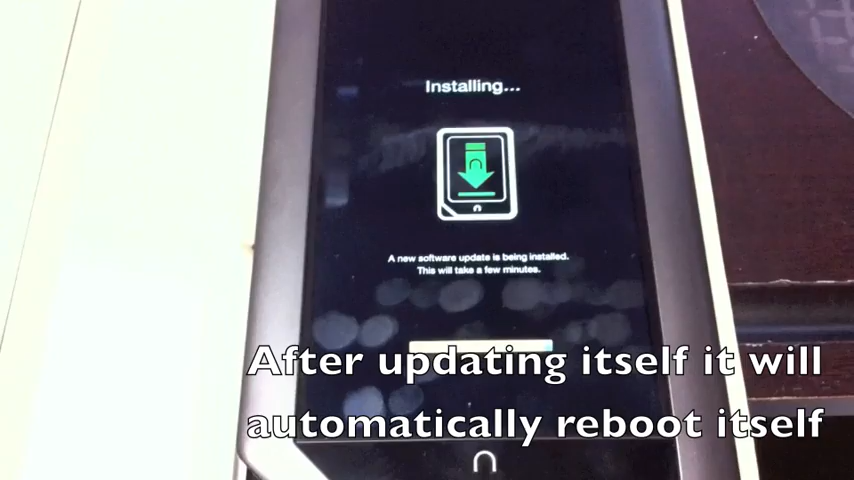 Installing...
A new software update is being installed.
This will take a few minutes.
After updating itself it will
automatically reboot itself